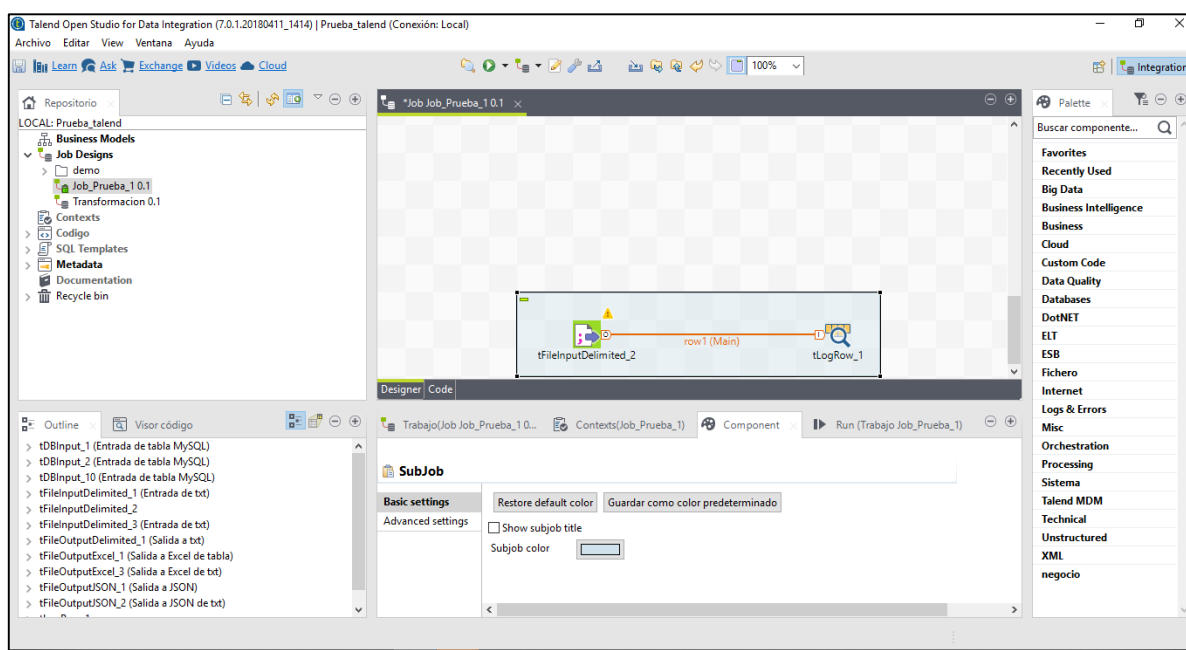 Talend Open Studio for Data Integration (7.0.1.20180411_1414) | Prueba_talend (Conexión: Local)
Archivo Editar View Ventana Ayuda
Learn Ask Exchange Videos Cloud
100%
Integration
Repositorio
LOCAL: Prueba_talend
Business Models
Job Designs
demo
Job_Prueba_1 0.1
Transformacion 0.1
Contexts
Codigo
SQL Templates
Metadata
Documentation
Recycle bin
*Job Job_Prueba_1 0.1
tFileInputDelimited_2
row1 (Main)
tLogRow_1
Designer Code
Palette
Buscar componente...
Favorites
Recently Used
Big Data
Business Intelligence
Business
Cloud
Custom Code
Data Quality
Databases
DotNET
ELT
ESB
Fichero
Internet
Logs & Errors
Misc
Orchestration
Processing
Sistema
Talend MDM
Technical
Unstructured
XML
negocio
Outline Visor código
tDBInput_1 (Entrada de tabla MySQL)
tDBInput_2 (Entrada de tabla MySQL)
tDBInput_10 (Entrada de tabla MySQL)
tFileInputDelimited_1 (Entrada de txt)
tFileInputDelimited_2
tFileInputDelimited_3 (Entrada de txt)
tFileOutputDelimited_1 (Salida a txt)
tFileOutputExcel_1 (Salida a Excel de tabla)
tFileOutputExcel_3 (Salida a Excel de txt)
tFileOutputJSON_1 (Salida a JSON)
tFileOutputJSON_2 (Salida a JSON de txt)
Trabajo(Job Job_Prueba_1 0... Contexts(Job_Prueba_1) Component Run (Trabajo Job_Prueba_1)
SubJob
Basic settings
Advanced settings
Restore default color Guardar como color predeterminado
Show subjob title
Subjob color